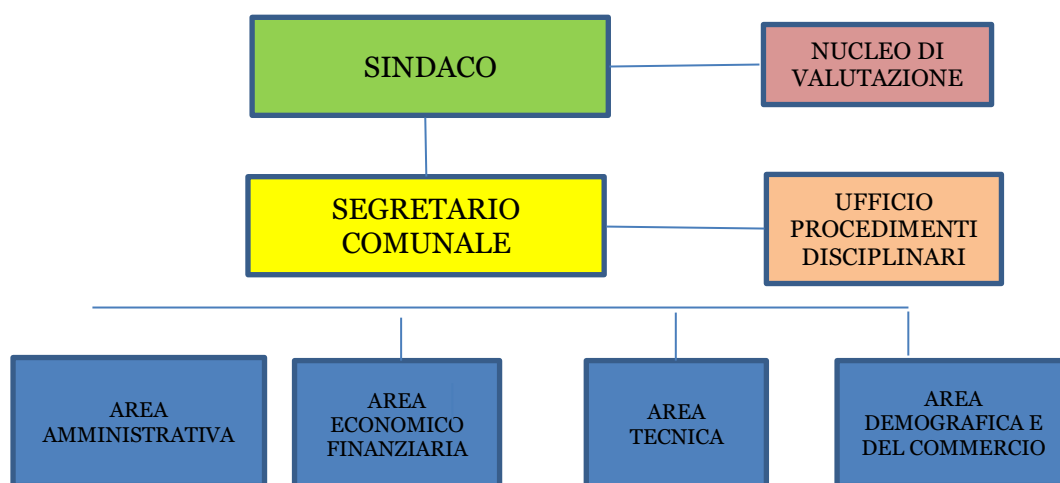 SINDACO
NUCLEO DI
VALUTAZIONE
SEGRETARIO
COMUNALE
UFFICIO
PROCEDIMENTI
DISCIPLINARI
AREA
AMMINISTRATIVA
AREA
ECONOMICO
FINANZIARIA
AREA
TECNICA
AREA
DEMOGRAFICA E
DEL COMMERCIO